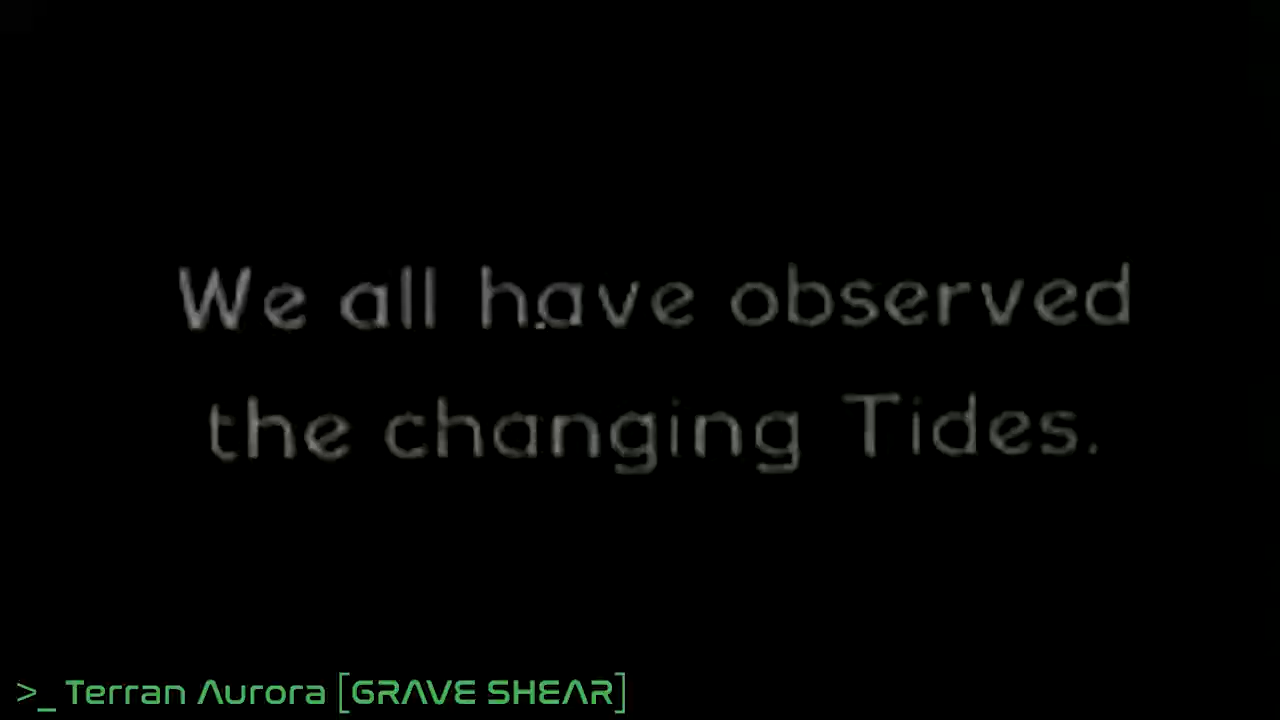 We all have observed
the changing Tides.
>_ Terran Aurora [GRAVE SHEAR]